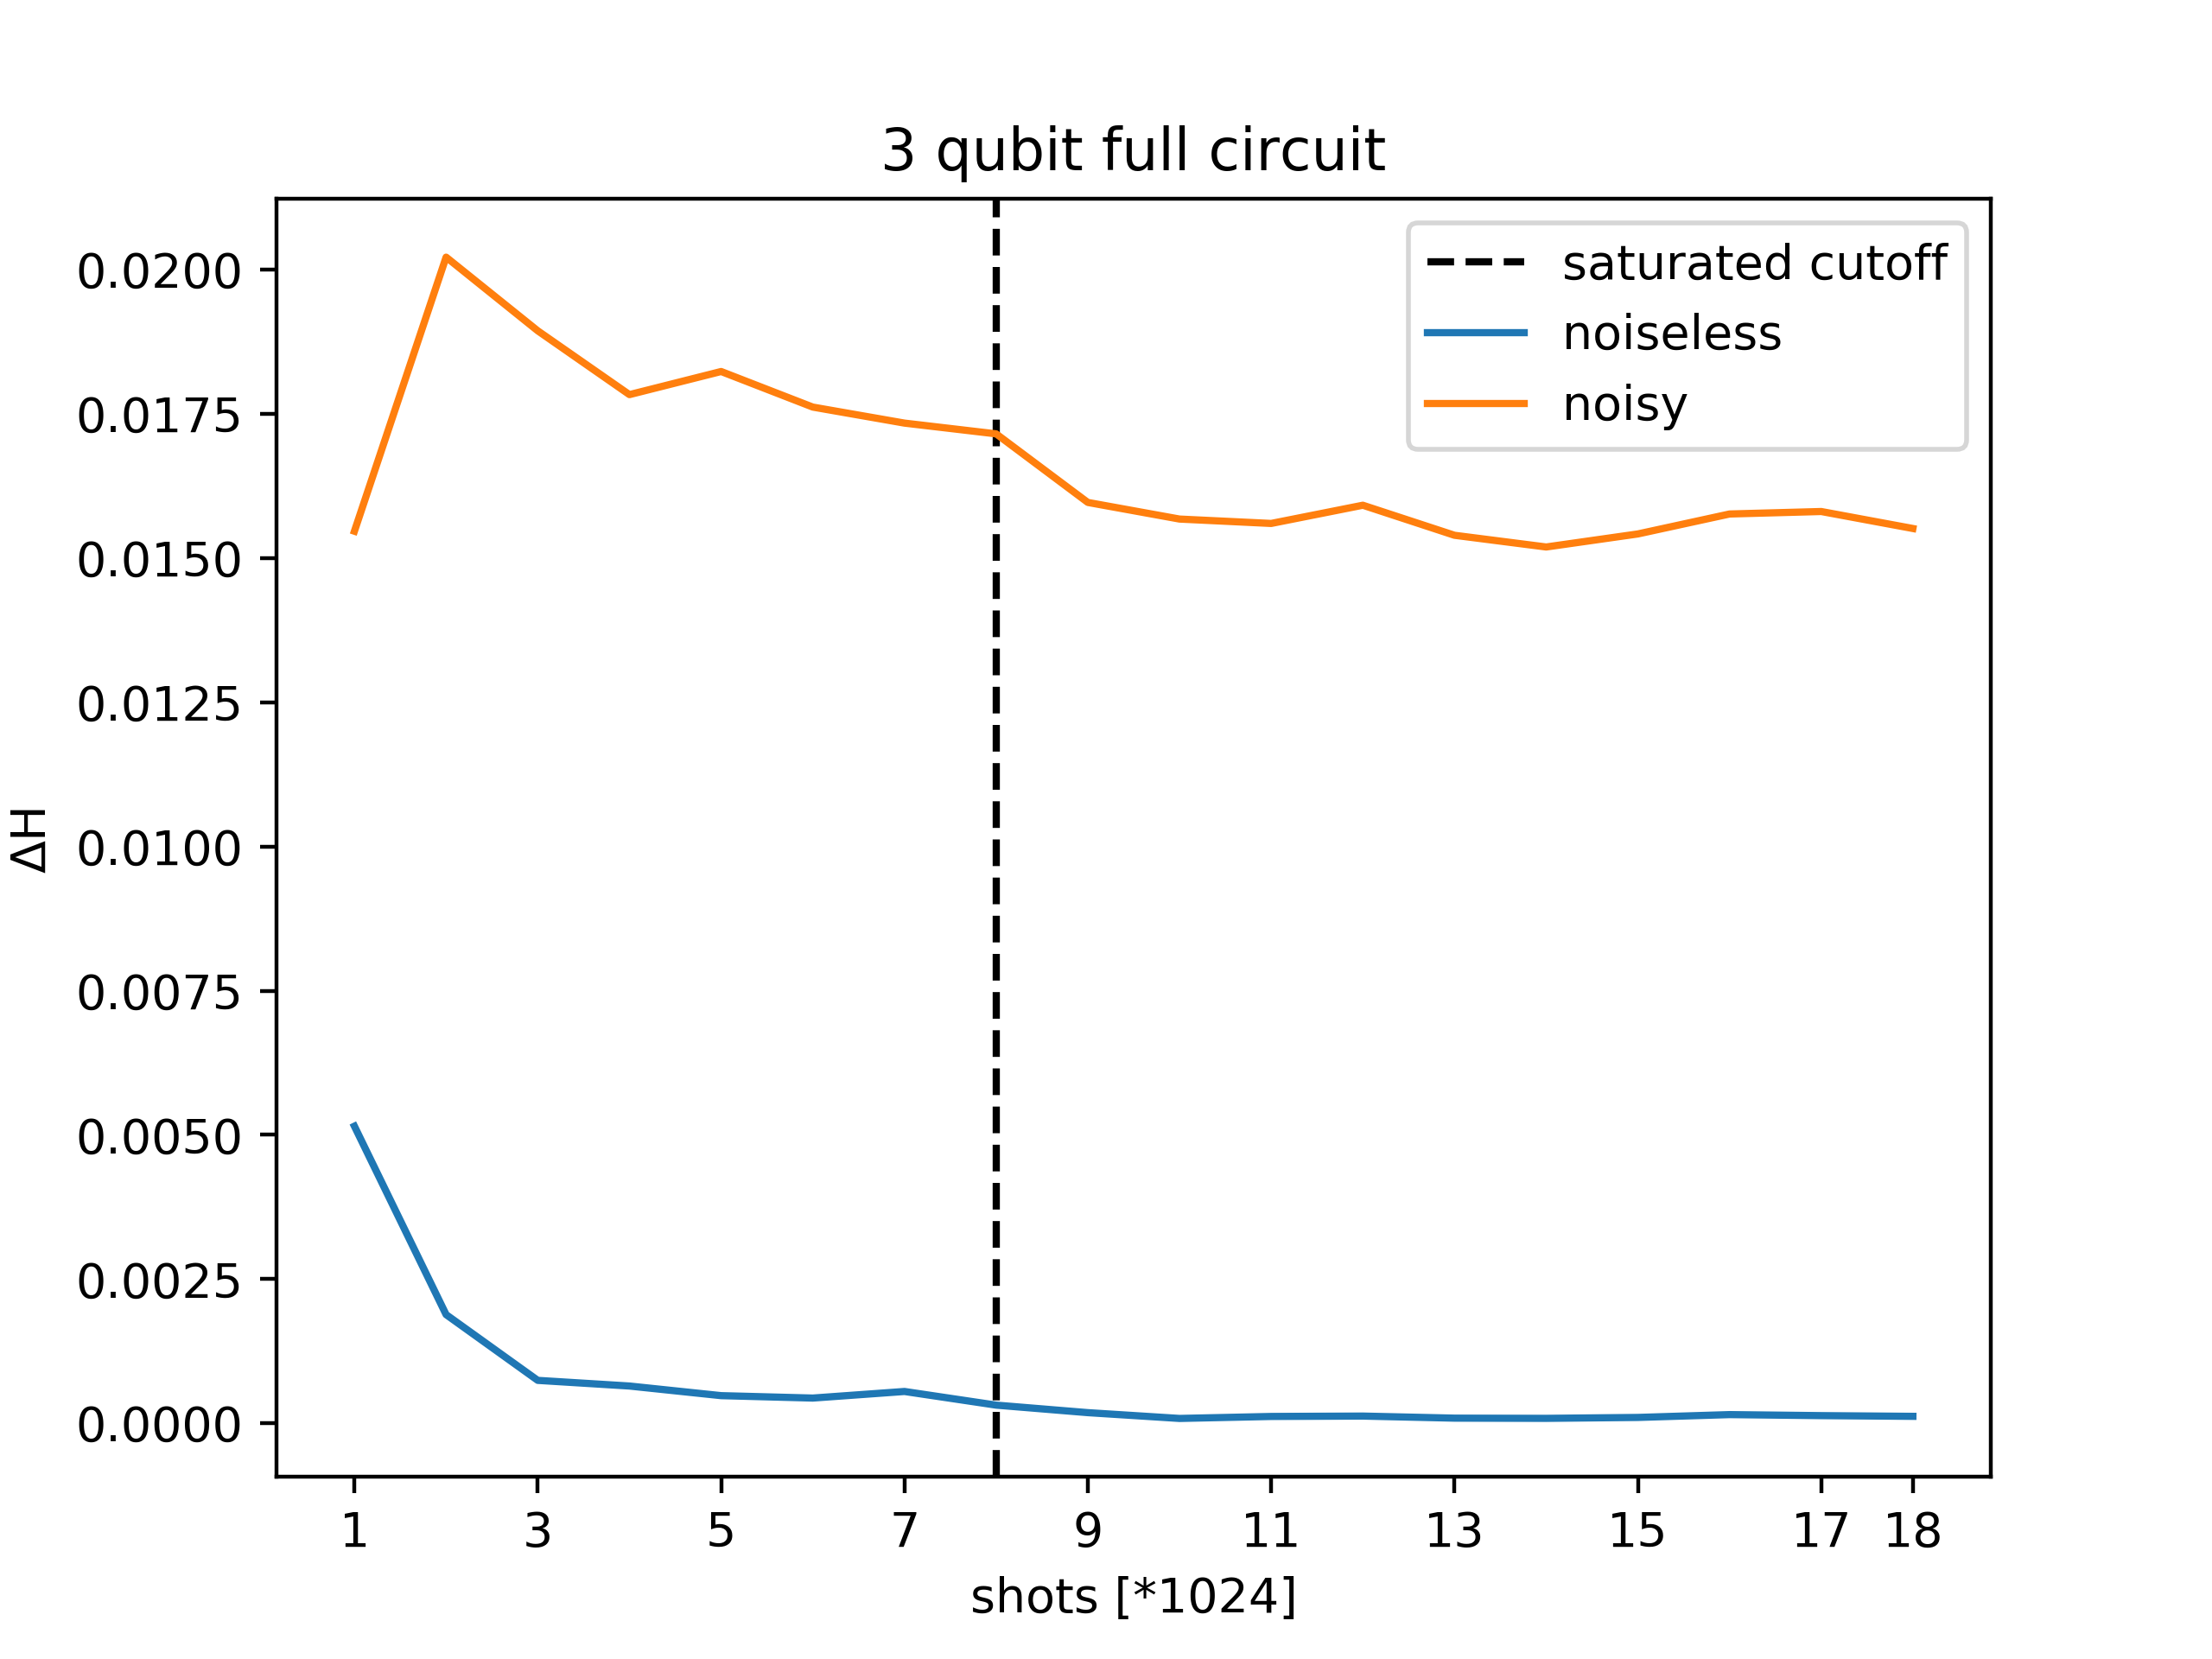 3 qubit full circuit
saturated cutoff
noiseless
noisy
0.0200
0.0175
0.0150
0.0125
0.0100
0.0075
0.0050
0.0025
0.0000
ΔH
1 3 5 7 9 11 13 15 17 18
shots [*1024]